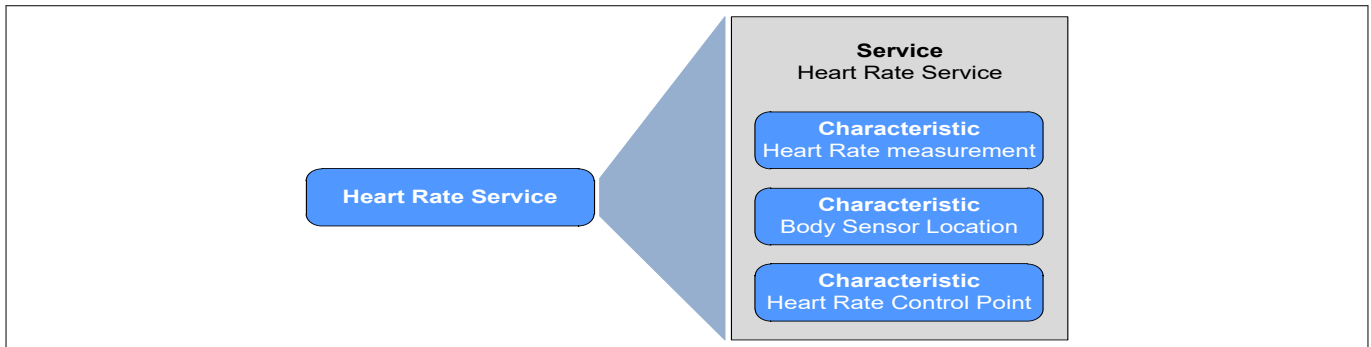 Heart Rate Service
Service
Heart Rate Service
Characteristic
Heart Rate measurement
Characteristic
Body Sensor Location
Characteristic
Heart Rate Control Point